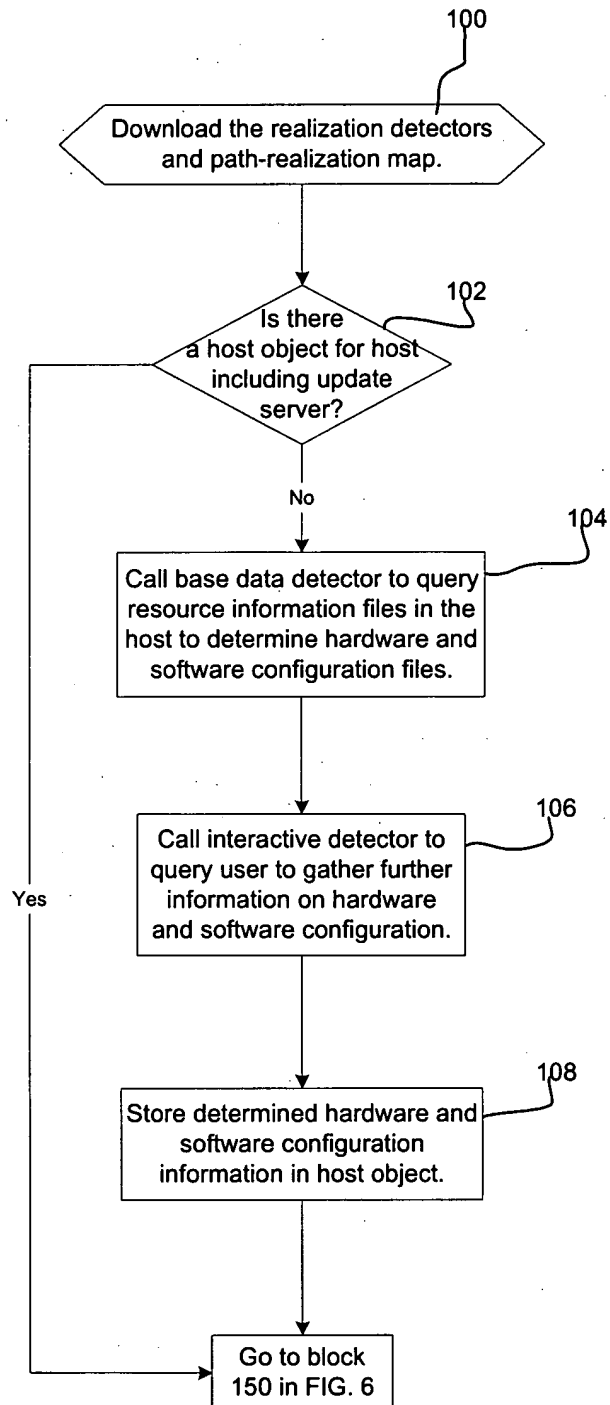 100
Download the realization detectors
and path-realization map.
102
Is there
a host object for host
including update
server?
No
104
Call base data detector to query
resource information files in the
host to determine hardware and
software configuration files.
106
Call interactive detector to
query user to gather further
information on hardware
and software configuration.
Yes
108
Store determined hardware and
software configuration
information in host object.
Go to block
150 in FIG. 6